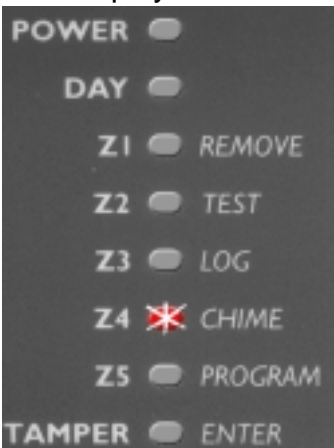 POWER
DAY
Z1 REMOVE
Z2 TEST
Z3 LOG
Z4 CHIME
Z5 PROGRAM
TAMPER ENTER